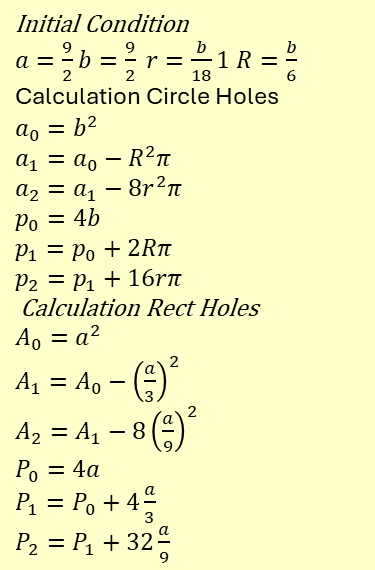 Initial Condition
a = 9/2 b = 9/2 r = b/18 1 R = b/6
Calculation Circle Holes
a₀ = b²
a₁ = a₀ − R²π
a₂ = a₁ − 8r²π
p₀ = 4b
p₁ = p₀ + 2Rπ
p₂ = p₁ + 16rπ
Calculation Rect Holes
A₀ = a²
A₁ = A₀ − (a/3)²
A₂ = A₁ − 8(a/9)²
P₀ = 4a
P₁ = P₀ + 4 a/3
P₂ = P₁ + 32 a/9